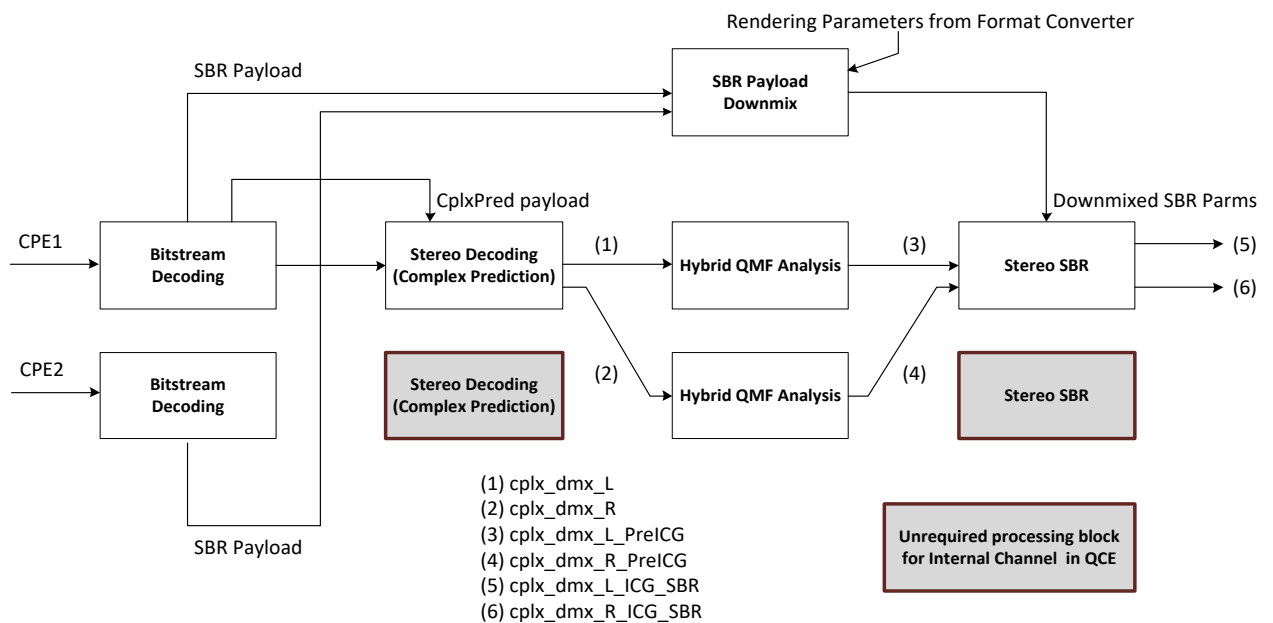 Rendering Parameters from Format Converter
SBR Payload
SBR Payload
Downmix
CplxPred payload
Downmixed SBR Parms
CPE1
Bitstream
Decoding
Stereo Decoding
(Complex Prediction)
(1)
Hybrid QMF Analysis
(3)
Stereo SBR
(5)
(6)
CPE2
Bitstream
Decoding
Stereo Decoding
(Complex Prediction)
(2)
Hybrid QMF Analysis
(4)
Stereo SBR
SBR Payload
(1) cplx_dmx_L
(2) cplx_dmx_R
(3) cplx_dmx_L_PreICG
(4) cplx_dmx_R_PreICG
(5) cplx_dmx_L_ICG_SBR
(6) cplx_dmx_R_ICG_SBR
Unrequired processing block
for Internal Channel in QCE